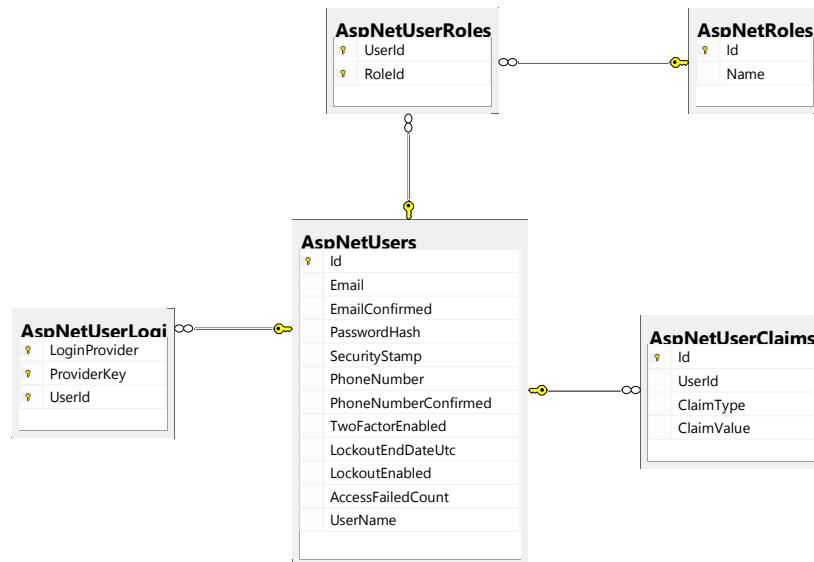 AspNetUserRoles
UserId
RoleId
AspNetRoles
Id
Name
AspNetUsers
Id
Email
EmailConfirmed
PasswordHash
SecurityStamp
PhoneNumber
PhoneNumberConfirmed
TwoFactorEnabled
LockoutEndDateUtc
LockoutEnabled
AccessFailedCount
UserName
AspNetUserLogi
LoginProvider
ProviderKey
UserId
AspNetUserClaims
Id
UserId
ClaimType
ClaimValue